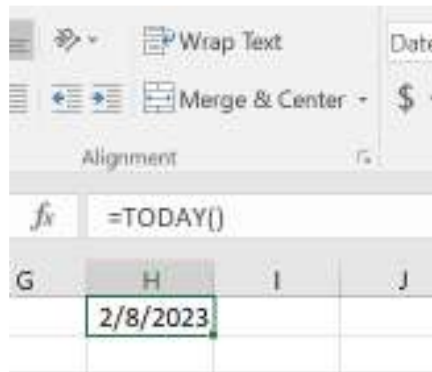 Wrap Text
Date
Merge & Center
$
Alignment
fx
=TODAY()
G H I J
2/8/2023